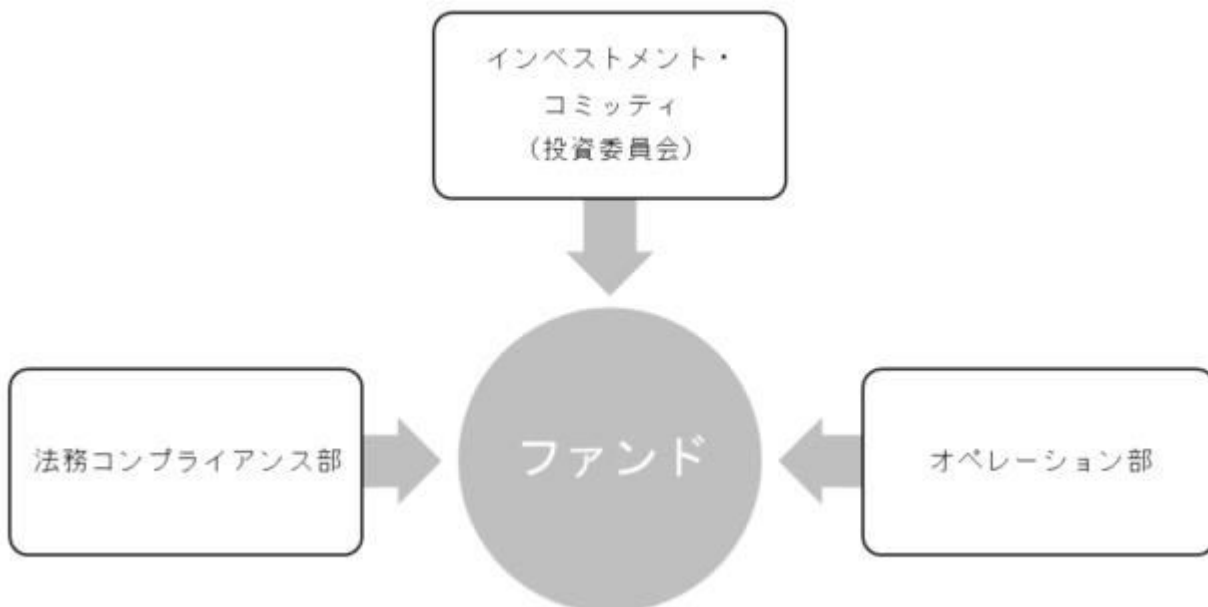 インベストメント・
コミッティ
（投資委員会）
法務コンプライアンス部
ファンド
オペレーション部